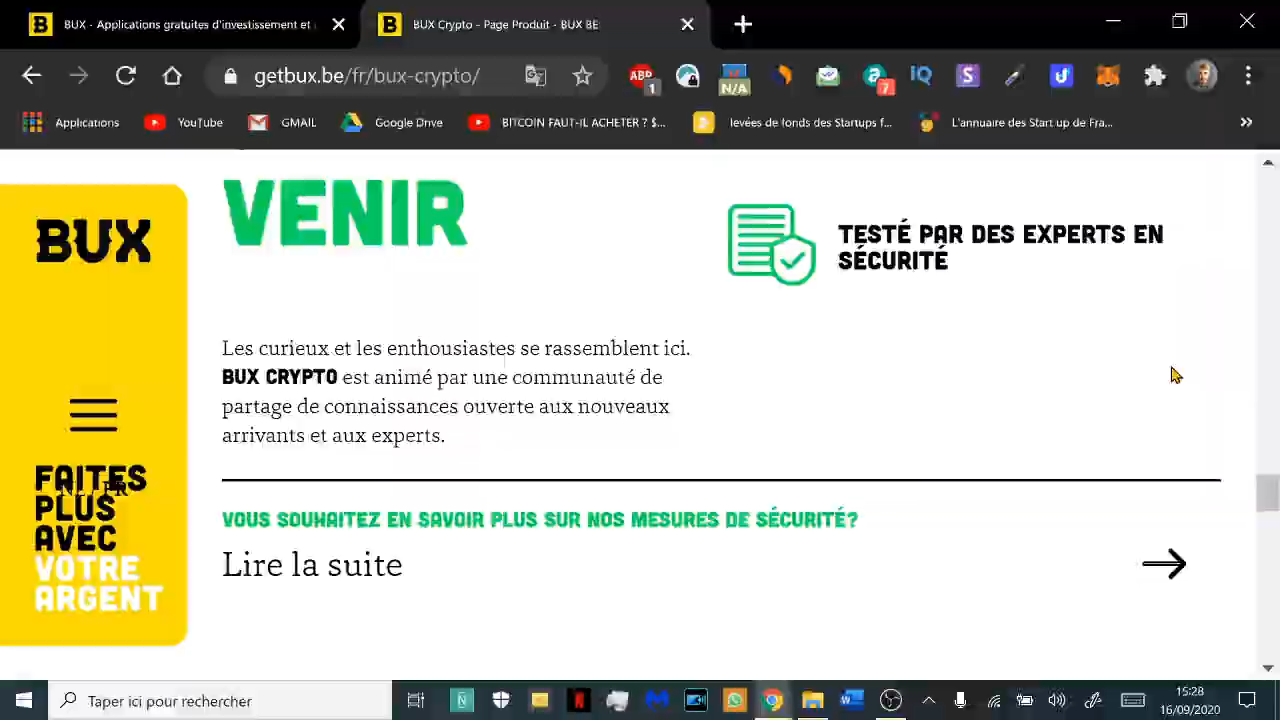 BUX - Applications gratuites d'investissement et
BUX Crypto - Page Produit - BUX BE
getbux.be/fr/bux-crypto/
ABP
1
N/A
7
IQ
S
Applications
YouTube
GMAIL
Google Drive
BITCOIN FAUT-IL ACHETER ? $...
levées de fonds des Startups f...
L'annuaire des Start up de Fra...
BUX
FAITES
PLUS
AVEC
VOTRE
ARGENT
VENIR
TESTÉ PAR DES EXPERTS EN
SÉCURITÉ
Les curieux et les enthousiastes se rassemblent ici.
BUX CRYPTO est animé par une communauté de
partage de connaissances ouverte aux nouveaux
arrivants et aux experts.
VOUS SOUHAITEZ EN SAVOIR PLUS SUR NOS MESURES DE SÉCURITÉ?
Lire la suite
Taper ici pour rechercher
15:28
16/09/2020